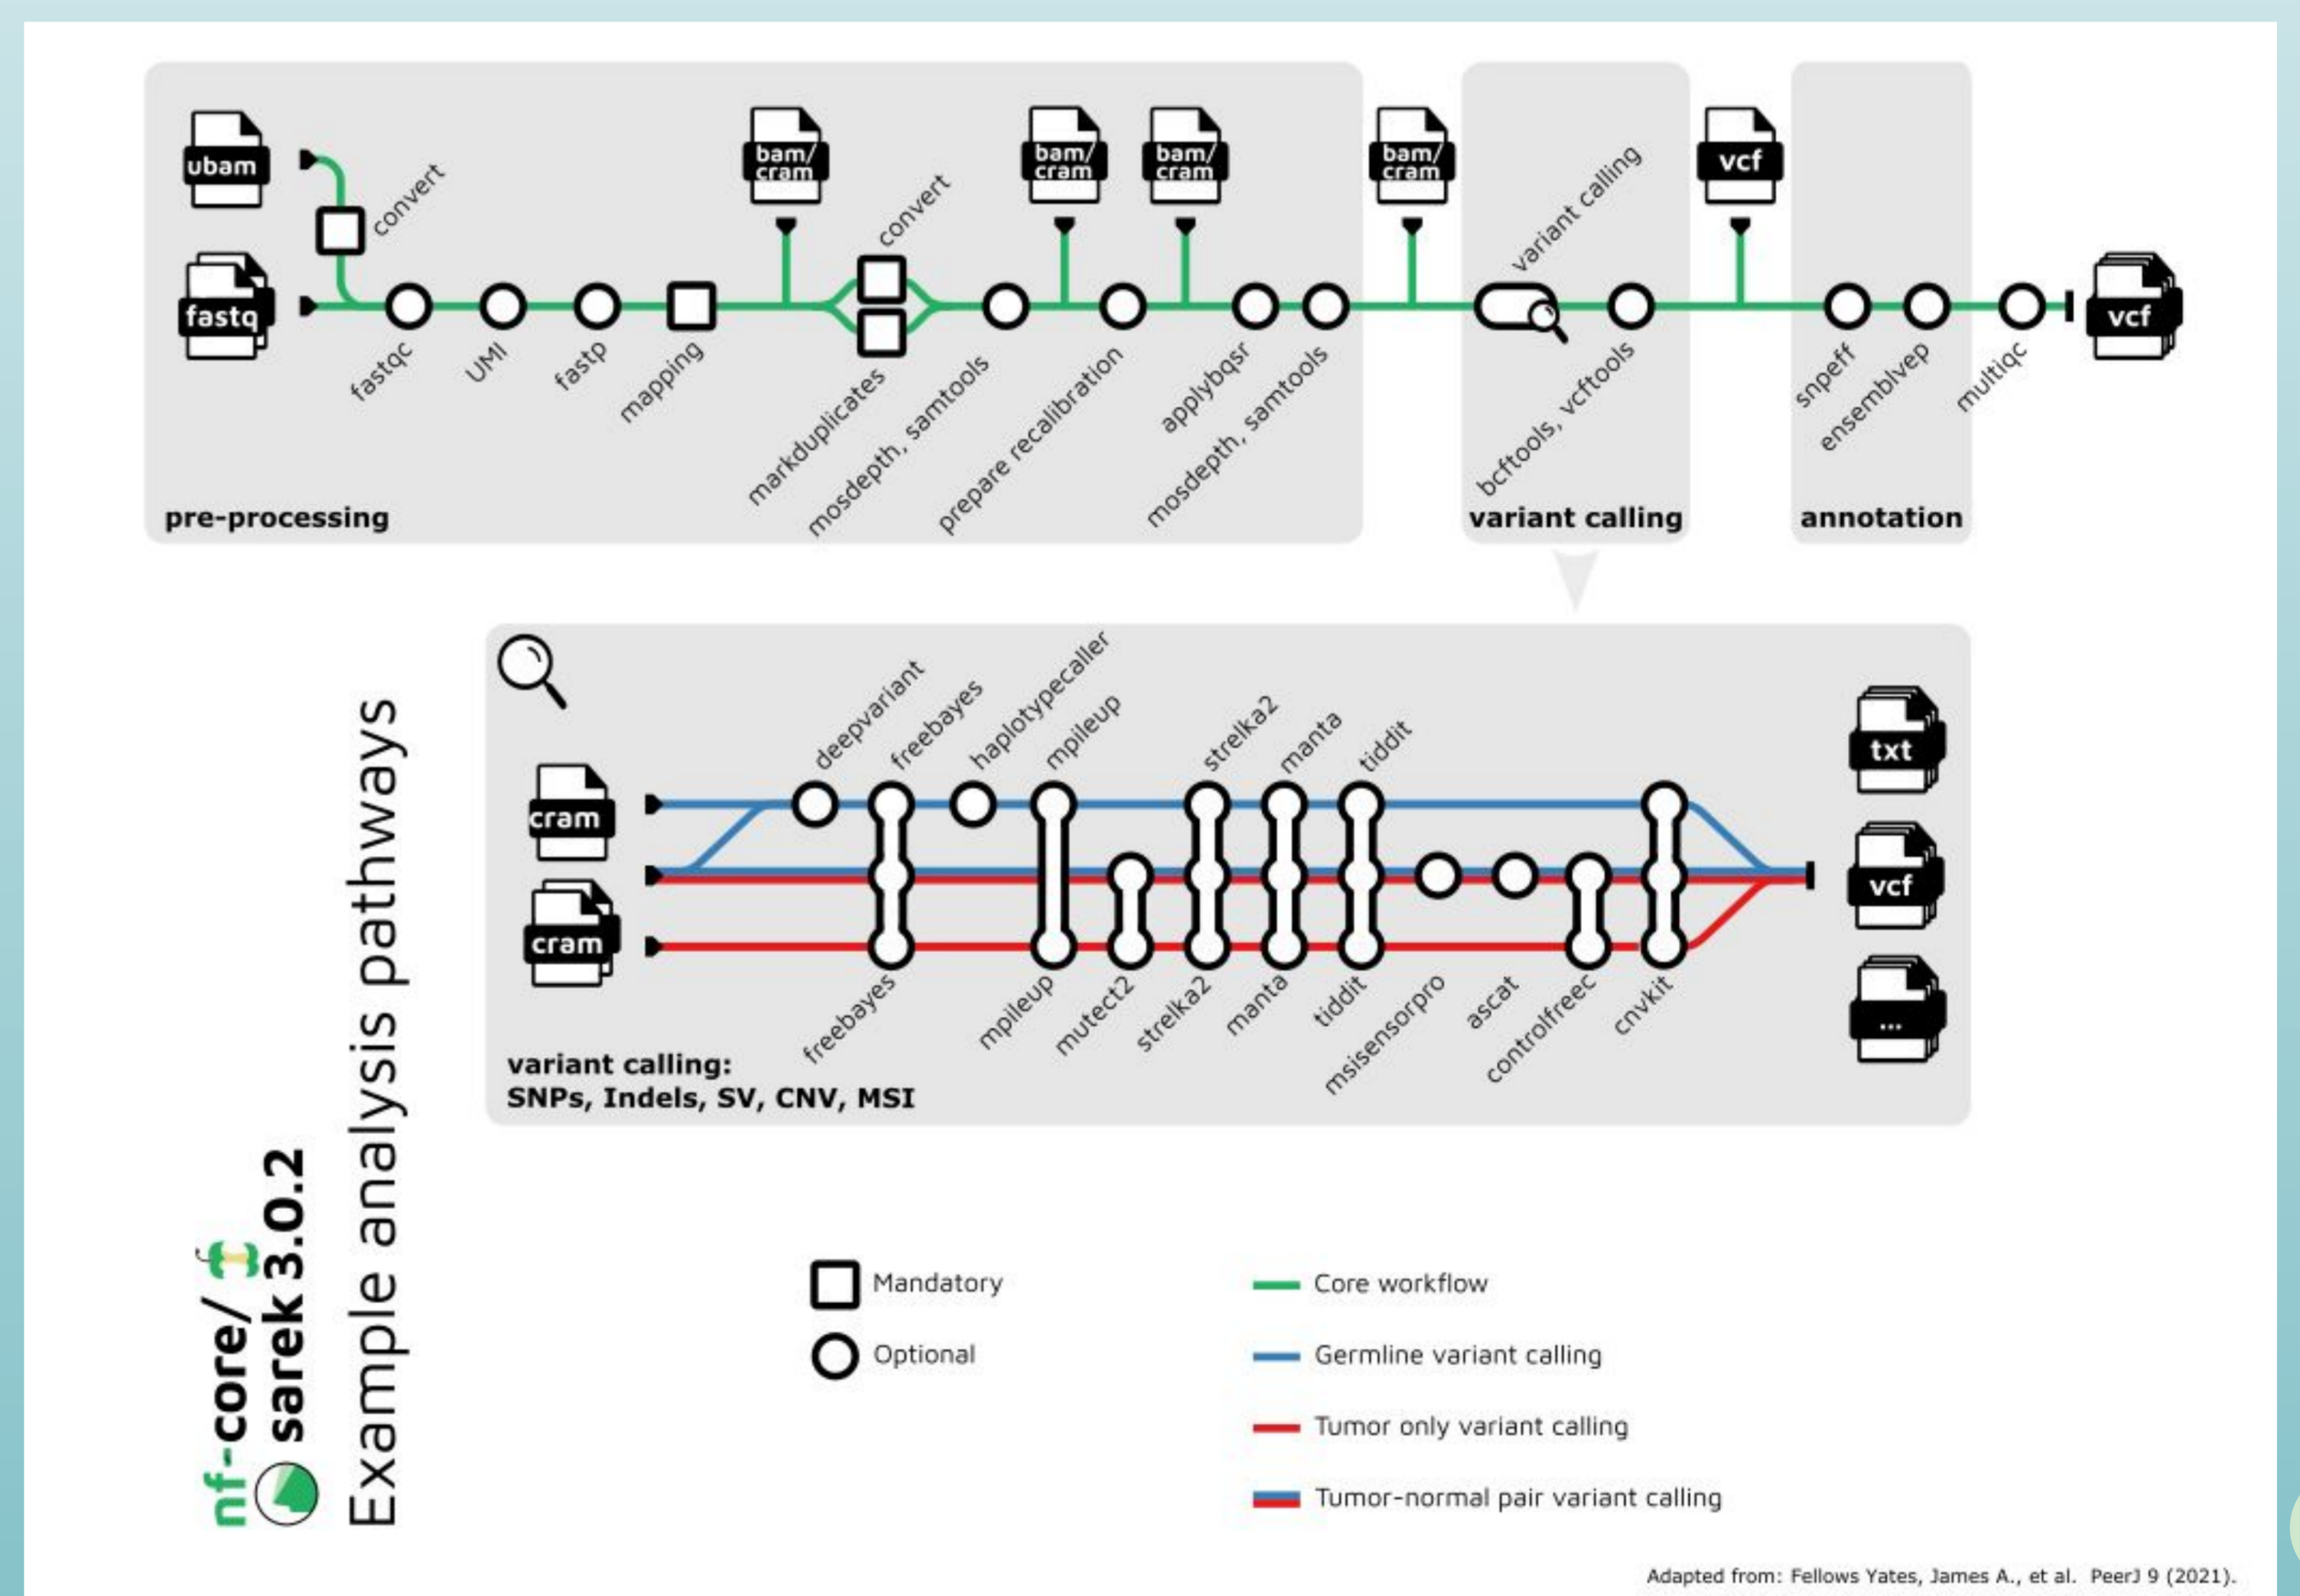 ubam
convert
fastq
fastqc
UMI
fastp
mapping
bam/
cram
convert
markduplicates
mosdepth, samtools
bam/
cram
prepare recalibration
bam/
cram
applybqsr
mosdepth, samtools
pre-processing
bam/
cram
variant calling
bcftools, vcftools
variant calling
vcf
snpeff
ensemblvep
annotation
multiqc
vcf
cram
cram
deepvariant
freebayes
haplotypecaller
mpileup
strelka2
manta
tiddit
freebayes
mpileup
mutect2
strelka2
manta
tiddit
msisensorpro
ascat
controlfreec
cnvkit
txt
vcf
...
variant calling:
SNPs, Indels, SV, CNV, MSI
nf-core/
sarek 3.0.2
Example analysis pathways
Mandatory
Optional
Core workflow
Germline variant calling
Tumor only variant calling
Tumor-normal pair variant calling
Adapted from: Fellows Yates, James A., et al. PeerJ 9 (2021).